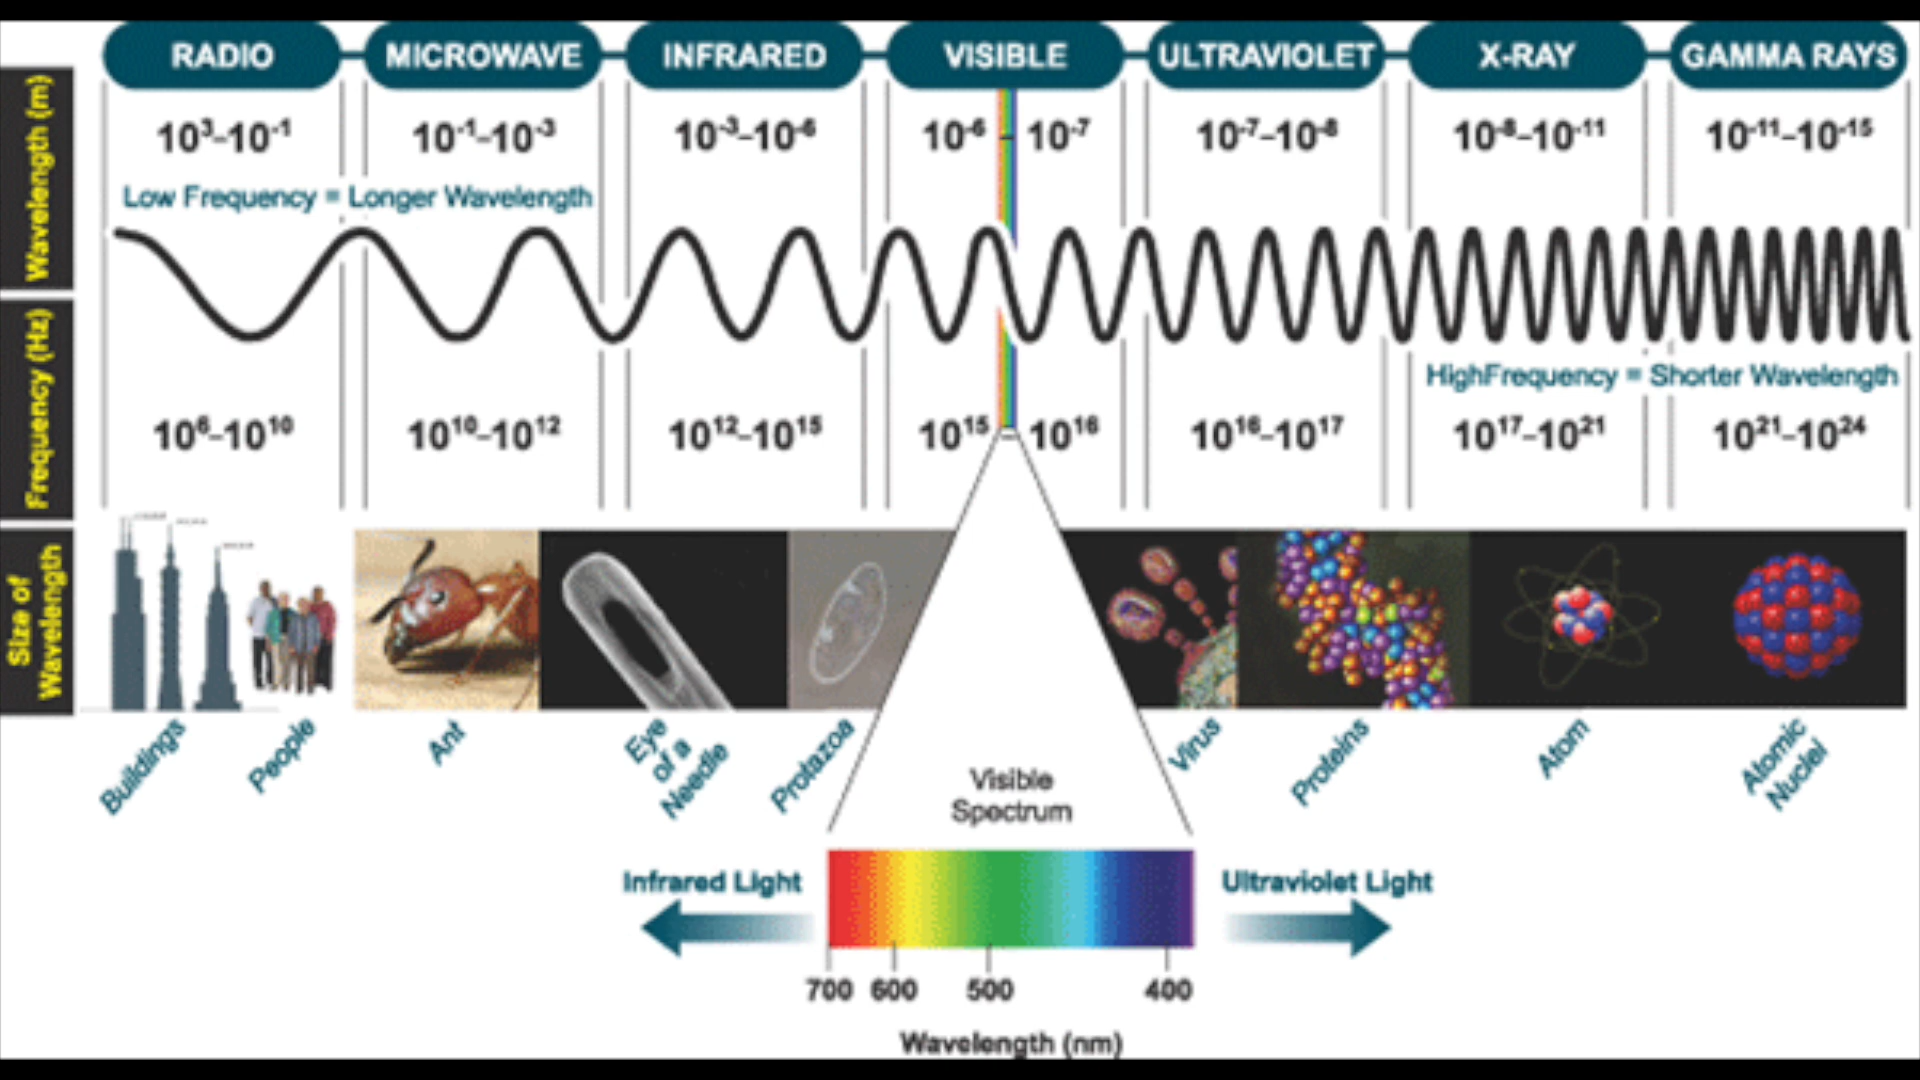 RADIO MICROWAVE INFRARED VISIBLE ULTRAVIOLET X-RAY GAMMA RAYS
Wavelength (m)
10³–10⁻¹ 10⁻¹–10⁻³ 10⁻³–10⁻⁶ 10⁻⁶ – 10⁻⁷ 10⁻⁷–10⁻⁸ 10⁻⁸–10⁻¹¹ 10⁻¹¹–10⁻¹⁵
Low Frequency = Longer Wavelength
HighFrequency = Shorter Wavelength
Frequency (Hz)
10⁶–10¹⁰ 10¹⁰–10¹² 10¹²–10¹⁵ 10¹⁵ – 10¹⁶ 10¹⁶–10¹⁷ 10¹⁷–10²¹ 10²¹–10²⁴
Size of
Wavelength
Buildings
People
Ant
Eye
of a
Needle
Protazoa
Virus
Proteins
Atom
Atomic
Nuclei
Visible
Spectrum
Infrared Light
Ultraviolet Light
700 600 500 400
Wavelength (nm)